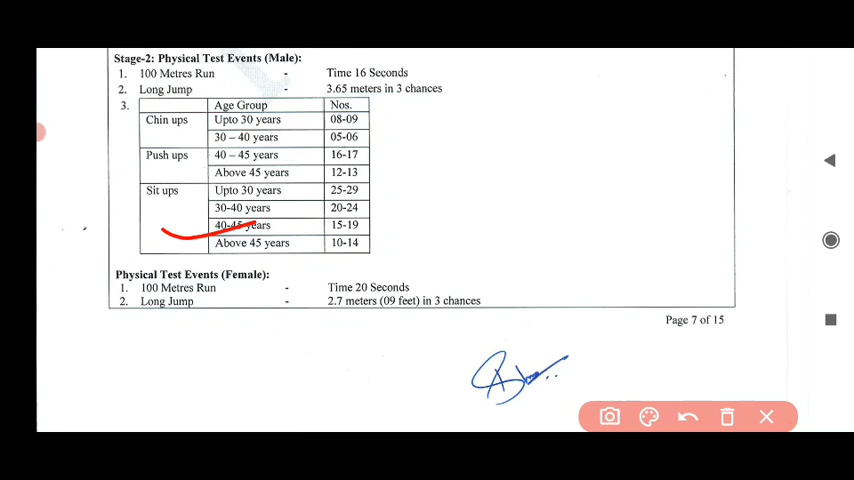 Stage-2: Physical Test Events (Male):
1. 100 Metres Run - Time 16 Seconds
2. Long Jump - 3.65 meters in 3 chances
3. Age Group Nos.
Chin ups Upto 30 years 08-09
30 – 40 years 05-06
Push ups 40 – 45 years 16-17
Above 45 years 12-13
Sit ups Upto 30 years 25-29
30-40 years 20-24
40-45 years 15-19
Above 45 years 10-14
Physical Test Events (Female):
1. 100 Metres Run - Time 20 Seconds
2. Long Jump - 2.7 meters (09 feet) in 3 chances
Page 7 of 15